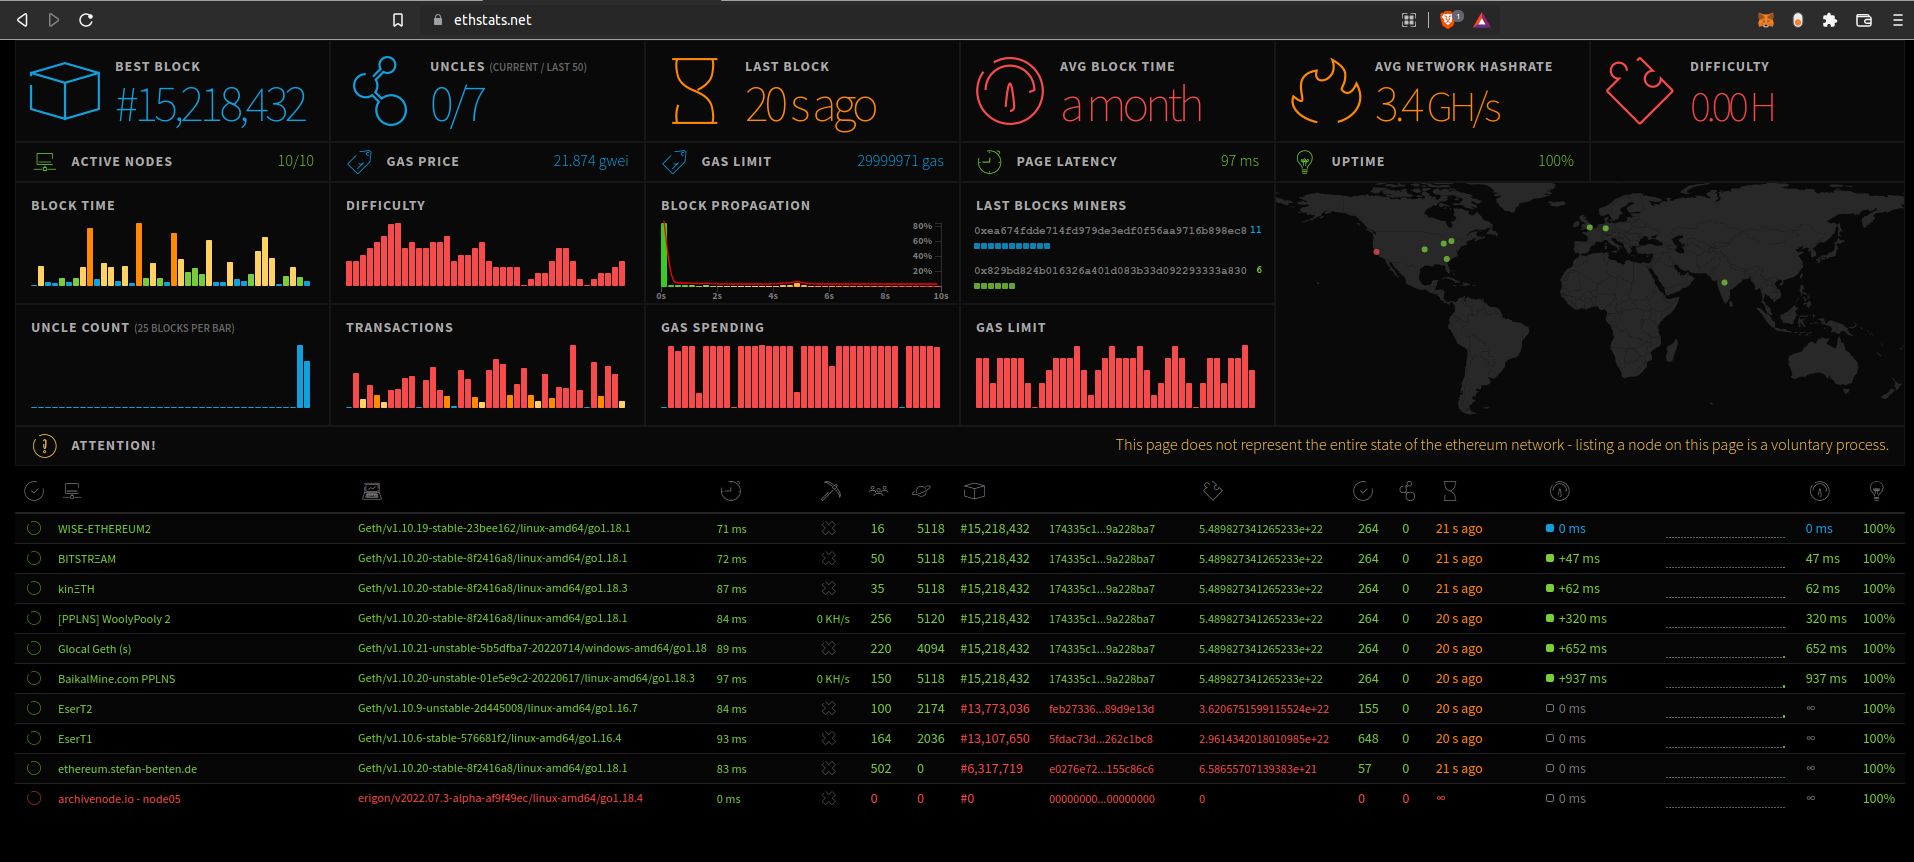 ethstats.net
1
BEST BLOCK
#15,218,432
UNCLES (CURRENT / LAST 50)
0/7
LAST BLOCK
20 s ago
AVG BLOCK TIME
a month
AVG NETWORK HASHRATE
3.4 GH/s
DIFFICULTY
0.00 H
ACTIVE NODES 10/10
GAS PRICE 21.874 gwei
GAS LIMIT 29999971 gas
PAGE LATENCY 97 ms
UPTIME 100%
BLOCK TIME
DIFFICULTY
BLOCK PROPAGATION
80%
60%
40%
20%
0s 2s 4s 6s 8s 10s
LAST BLOCKS MINERS
0xea674fdde714fd979de3edf0f56aa9716b898ec8 11
0x829bd824b016326a401d083b33d092293333a830 6
UNCLE COUNT (25 BLOCKS PER BAR)
TRANSACTIONS
GAS SPENDING
GAS LIMIT
ATTENTION! This page does not represent the entire state of the ethereum network - listing a node on this page is a voluntary process.
WISE-ETHEREUM2 Geth/v1.10.19-stable-23bee162/linux-amd64/go1.18.1 71 ms 16 5118 #15,218,432 174335c1...9a228ba7 5.489827341265233e+22 264 0 21 s ago 0 ms 0 ms 100%
BITSTRΞAM Geth/v1.10.20-stable-8f2416a8/linux-amd64/go1.18.1 72 ms 50 5118 #15,218,432 174335c1...9a228ba7 5.489827341265233e+22 264 0 21 s ago +47 ms 47 ms 100%
kinΞTH Geth/v1.10.20-stable-8f2416a8/linux-amd64/go1.18.3 87 ms 35 5118 #15,218,432 174335c1...9a228ba7 5.489827341265233e+22 264 0 21 s ago +62 ms 62 ms 100%
[PPLNS] WoolyPooly 2 Geth/v1.10.20-stable-8f2416a8/linux-amd64/go1.18.1 84 ms 0 KH/s 256 5120 #15,218,432 174335c1...9a228ba7 5.489827341265233e+22 264 0 20 s ago +320 ms 320 ms 100%
Glocal Geth (s) Geth/v1.10.21-unstable-5b5dfba7-20220714/windows-amd64/go1.18 89 ms 220 4094 #15,218,432 174335c1...9a228ba7 5.489827341265233e+22 264 0 20 s ago +652 ms 652 ms 100%
BaikalMine.com PPLNS Geth/v1.10.20-unstable-01e5e9c2-20220617/linux-amd64/go1.18.3 97 ms 0 KH/s 150 5118 #15,218,432 174335c1...9a228ba7 5.489827341265233e+22 264 0 20 s ago +937 ms 937 ms 100%
EserT2 Geth/v1.10.9-unstable-2d445008/linux-amd64/go1.16.7 84 ms 100 2174 #13,773,036 feb27336...89d9e13d 3.6206751599115524e+22 155 0 20 s ago 0 ms ∞ 100%
EserT1 Geth/v1.10.6-stable-576681f2/linux-amd64/go1.16.4 93 ms 164 2036 #13,107,650 5fdac73d...262c1bc8 2.9614342018010985e+22 648 0 20 s ago 0 ms ∞ 100%
ethereum.stefan-benten.de Geth/v1.10.20-stable-8f2416a8/linux-amd64/go1.18.1 83 ms 502 0 #6,317,719 e0276e72...155c86c6 6.58655707139383e+21 57 0 21 s ago 0 ms ∞ 100%
archivenode.io - node05 erigon/v2022.07.3-alpha-af9f49ec/linux-amd64/go1.18.4 0 ms 0 0 #0 00000000...00000000 0 0 0 ∞ 0 ms ∞ 100%